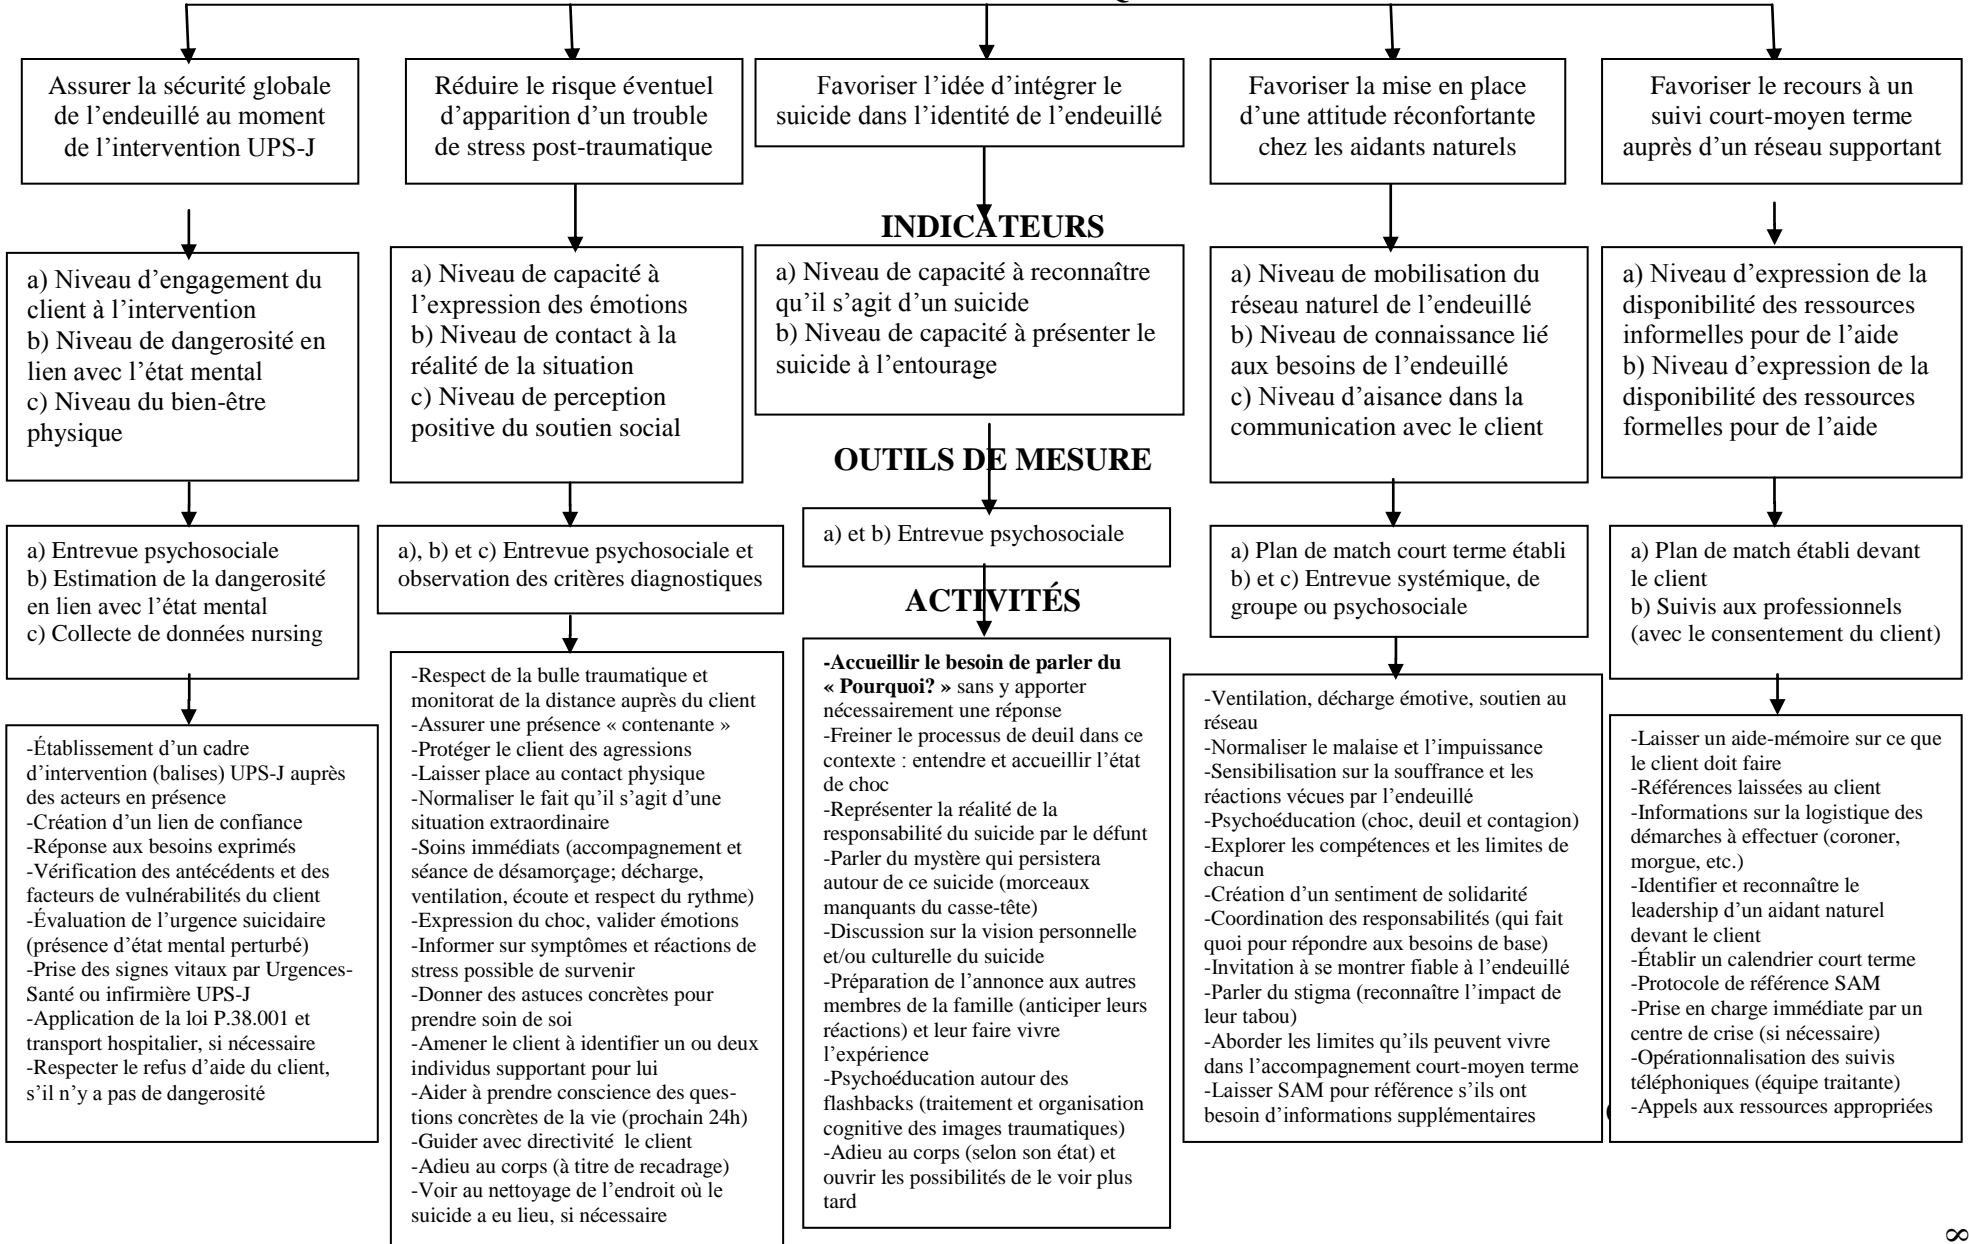 Assurer la sécurité globale
de l'endeuillé au moment
de l'intervention UPS-J
Réduire le risque éventuel
d'apparition d'un trouble
de stress post-traumatique
Favoriser l'idée d'intégrer le
suicide dans l'identité de l'endeuillé
Favoriser la mise en place
d'une attitude réconfortante
chez les aidants naturels
Favoriser le recours à un
suivi court-moyen terme
auprès d'un réseau supportant
INDICATEURS
a) Niveau d'engagement du
client à l'intervention
b) Niveau de dangerosité en
lien avec l'état mental
c) Niveau du bien-être
physique
a) Niveau de capacité à
l'expression des émotions
b) Niveau de contact à la
réalité de la situation
c) Niveau de perception
positive du soutien social
a) Niveau de capacité à reconnaître
qu'il s'agit d'un suicide
b) Niveau de capacité à présenter le
suicide à l'entourage
a) Niveau de mobilisation du
réseau naturel de l'endeuillé
b) Niveau de connaissance lié
aux besoins de l'endeuillé
c) Niveau d'aisance dans la
communication avec le client
a) Niveau d'expression de la
disponibilité des ressources
informelles pour de l'aide
b) Niveau d'expression de la
disponibilité des ressources
formelles pour de l'aide
OUTILS DE MESURE
a) Entrevue psychosociale
b) Estimation de la dangerosité
en lien avec l'état mental
c) Collecte de données nursing
a), b) et c) Entrevue psychosociale et
observation des critères diagnostiques
a) et b) Entrevue psychosociale
a) Plan de match court terme établi
b) et c) Entrevue systémique, de
groupe ou psychosociale
a) Plan de match établi devant
le client
b) Suivis aux professionnels
(avec le consentement du client)
ACTIVITÉS
-Établissement d'un cadre
d'intervention (balises) UPS-J auprès
des acteurs en présence
-Création d'un lien de confiance
-Réponse aux besoins exprimés
-Vérification des antécédents et des
facteurs de vulnérabilités du client
-Évaluation de l'urgence suicidaire
(présence d'état mental perturbé)
-Prise des signes vitaux par Urgences-
Santé ou infirmière UPS-J
-Application de la loi P.38.001 et
transport hospitalier, si nécessaire
-Respecter le refus d'aide du client,
s'il n'y a pas de dangerosité
-Respect de la bulle traumatique et
monitorat de la distance auprès du client
-Assurer une présence « contenante »
-Protéger le client des agressions
-Laisser place au contact physique
-Normaliser le fait qu'il s'agit d'une
situation extraordinaire
-Soins immédiats (accompagnement et
séance de désamorçage; décharge,
ventilation, écoute et respect du rythme)
-Expression du choc, valider émotions
-Informer sur symptômes et réactions de
stress possible de survenir
-Donner des astuces concrètes pour
prendre soin de soi
-Amener le client à identifier un ou deux
individus supportant pour lui
-Aider à prendre conscience des ques-
tions concrètes de la vie (prochain 24h)
-Guider avec directivité  le client
-Adieu au corps (à titre de recadrage)
-Voir au nettoyage de l'endroit où le
suicide a eu lieu, si nécessaire
-Accueillir le besoin de parler du
« Pourquoi? » sans y apporter
nécessairement une réponse
-Freiner le processus de deuil dans ce
contexte : entendre et accueillir l'état
de choc
-Représenter la réalité de la
responsabilité du suicide par le défunt
-Parler du mystère qui persistera
autour de ce suicide (morceaux
manquants du casse-tête)
-Discussion sur la vision personnelle
et/ou culturelle du suicide
-Préparation de l'annonce aux autres
membres de la famille (anticiper leurs
réactions) et leur faire vivre
l'expérience
-Psychoéducation autour des
flashbacks (traitement et organisation
cognitive des images traumatiques)
-Adieu au corps (selon son état) et
ouvrir les possibilités de le voir plus
tard
-Ventilation, décharge émotive, soutien au
réseau
-Normaliser le malaise et l'impuissance
-Sensibilisation sur la souffrance et les
réactions vécues par l'endeuillé
-Psychoéducation (choc, deuil et contagion)
-Explorer les compétences et les limites de
chacun
-Création d'un sentiment de solidarité
-Coordination des responsabilités (qui fait
quoi pour répondre aux besoins de base)
-Invitation à se montrer fiable à l'endeuillé
-Parler du stigma (reconnaître l'impact de
leur tabou)
-Aborder les limites qu'ils peuvent vivre
dans l'accompagnement court-moyen terme
-Laisser SAM pour référence s'ils ont
besoin d'informations supplémentaires
-Laisser un aide-mémoire sur ce que
le client doit faire
-Références laissées au client
-Informations sur la logistique des
démarches à effectuer (coroner,
morgue, etc.)
-Identifier et reconnaître le
leadership d'un aidant naturel
devant le client
-Établir un calendrier court terme
-Protocole de référence SAM
-Prise en charge immédiate par un
centre de crise (si nécessaire)
-Opérationnalisation des suivis
téléphoniques (équipe traitante)
-Appels aux ressources appropriées
8